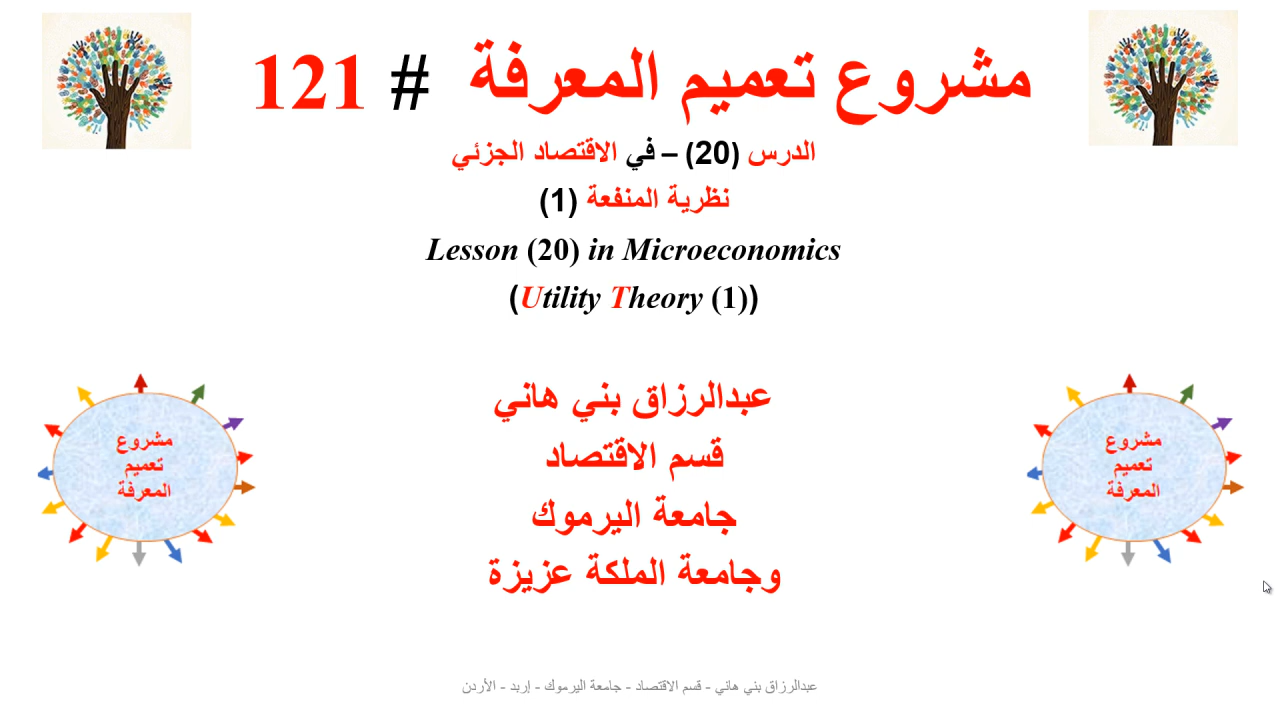 مشروع تعميم المعرفة # 121
الدرس (20) – في الاقتصاد الجزئي
نظرية المنفعة (1)
Lesson (20) in Microeconomics
(Utility Theory (1))
عبدالرزاق بني هاني
قسم الاقتصاد
جامعة اليرموك
وجامعة الملكة عزيزة
مشروع
تعميم
المعرفة
مشروع
تعميم
المعرفة
عبدالرزاق بني هاني - قسم الاقتصاد - جامعة اليرموك - إربد - الأردن